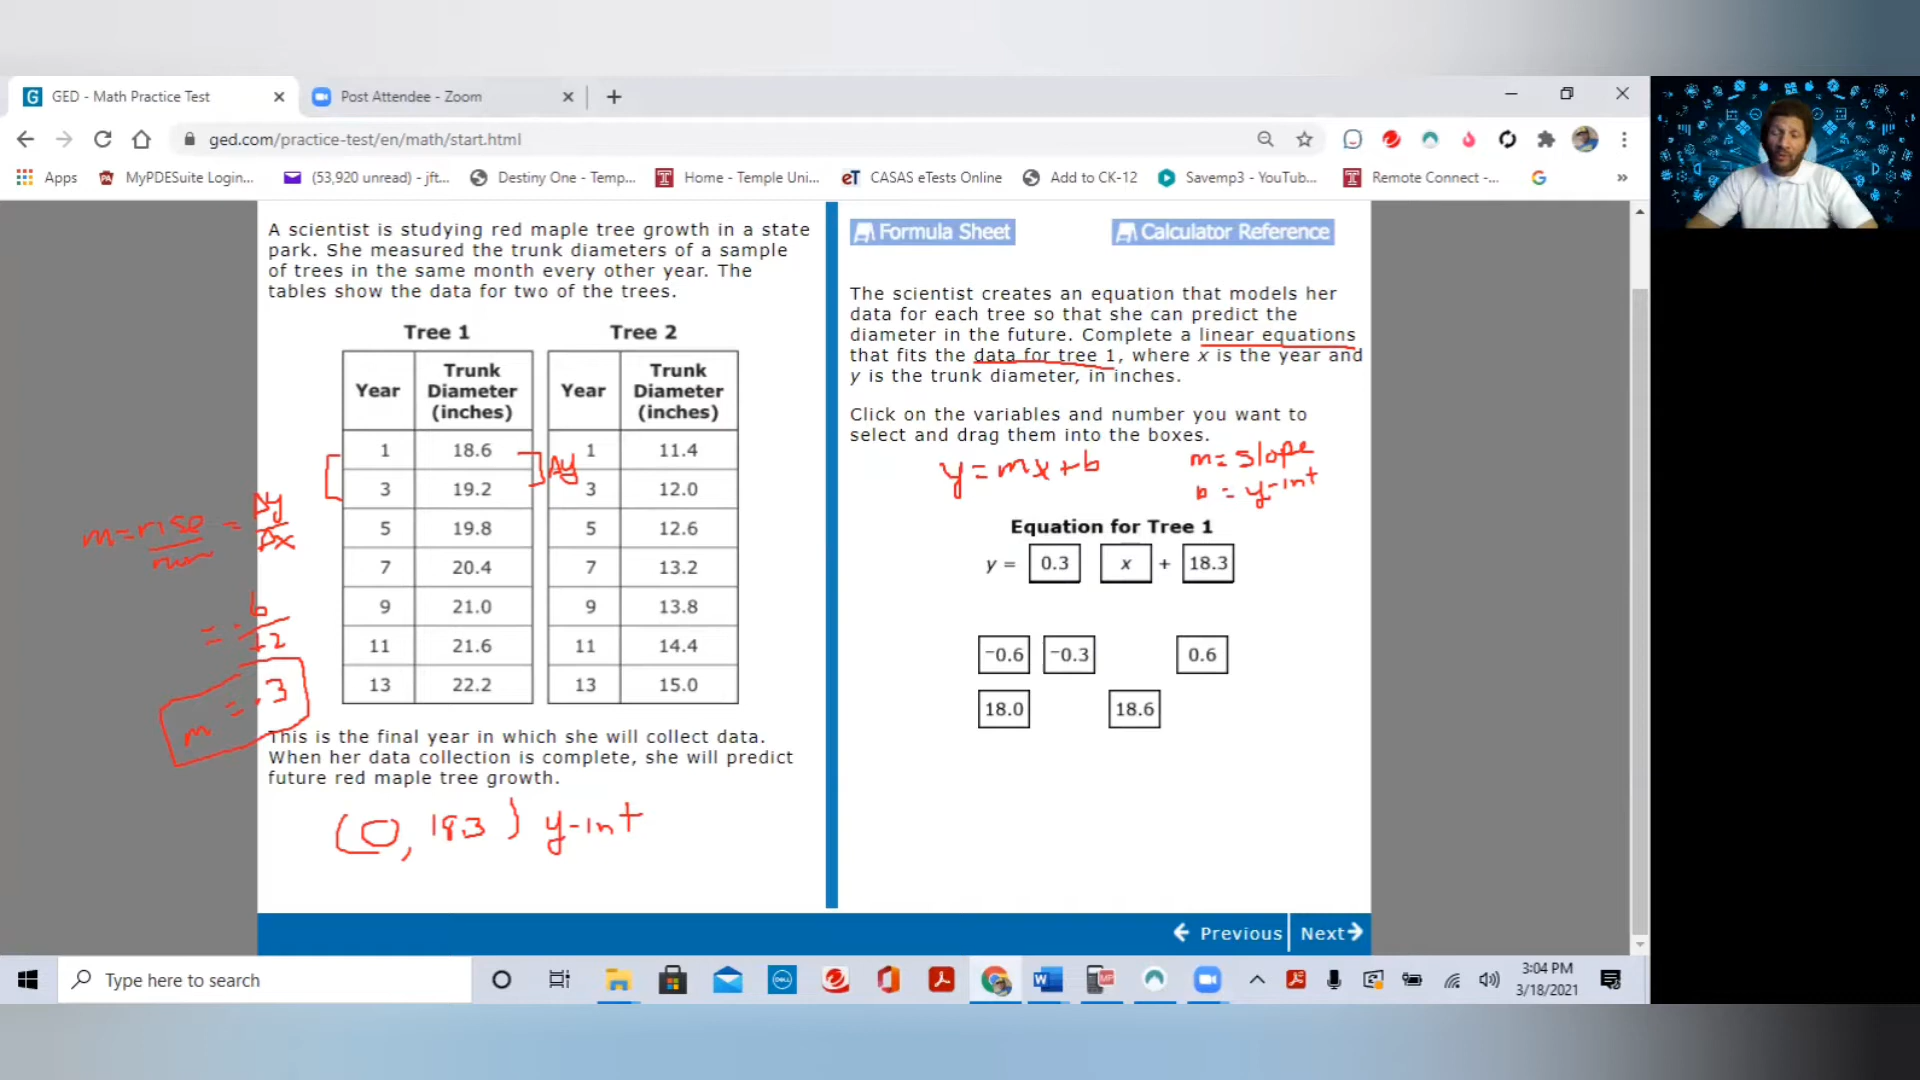 GED - Math Practice Test
Post Attendee - Zoom
ged.com/practice-test/en/math/start.html
Apps
MyPDESuite Login...
(53,920 unread) - jft...
Destiny One - Temp...
Home - Temple Uni...
eT CASAS eTests Online
Add to CK-12
Savemp3 - YouTub...
Remote Connect -...
A scientist is studying red maple tree growth in a state
park. She measured the trunk diameters of a sample
of trees in the same month every other year. The
tables show the data for two of the trees.
Tree 1
Year Trunk Diameter (inches)
1 18.6
3 19.2
5 19.8
7 20.4
9 21.0
11 21.6
13 22.2
Tree 2
Year Trunk Diameter (inches)
1 11.4
3 12.0
5 12.6
7 13.2
9 13.8
11 14.4
13 15.0
Δy
m = rise/run = Δy/Δx
= .6/2
m = .3
This is the final year in which she will collect data.
When her data collection is complete, she will predict
future red maple tree growth.
(0, 18.3) y-int
Formula Sheet
Calculator Reference
The scientist creates an equation that models her
data for each tree so that she can predict the
diameter in the future. Complete a linear equations
that fits the data for tree 1, where x is the year and
y is the trunk diameter, in inches.
Click on the variables and number you want to
select and drag them into the boxes.
y = mx + b
m = slope
b = y-int
Equation for Tree 1
y = 0.3 x + 18.3
−0.6 −0.3 0.6
18.0 18.6
Previous
Next
Type here to search
3:04 PM
3/18/2021